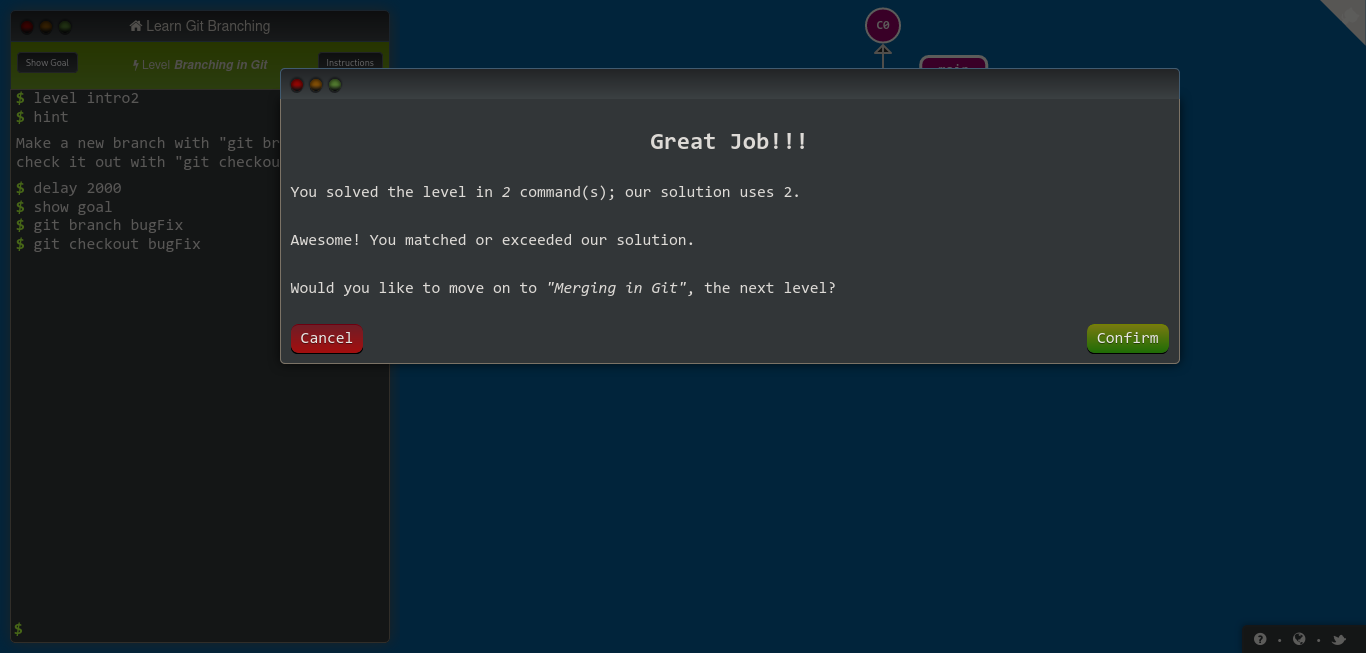 Learn Git Branching
Show Goal
Level Branching in Git
Instructions
$ level intro2
$ hint
Make a new branch with "git br
check it out with "git checkou
$ delay 2000
$ show goal
$ git branch bugFix
$ git checkout bugFix
$
C0
Great Job!!!
You solved the level in 2 command(s); our solution uses 2.
Awesome! You matched or exceeded our solution.
Would you like to move on to "Merging in Git", the next level?
Cancel
Confirm